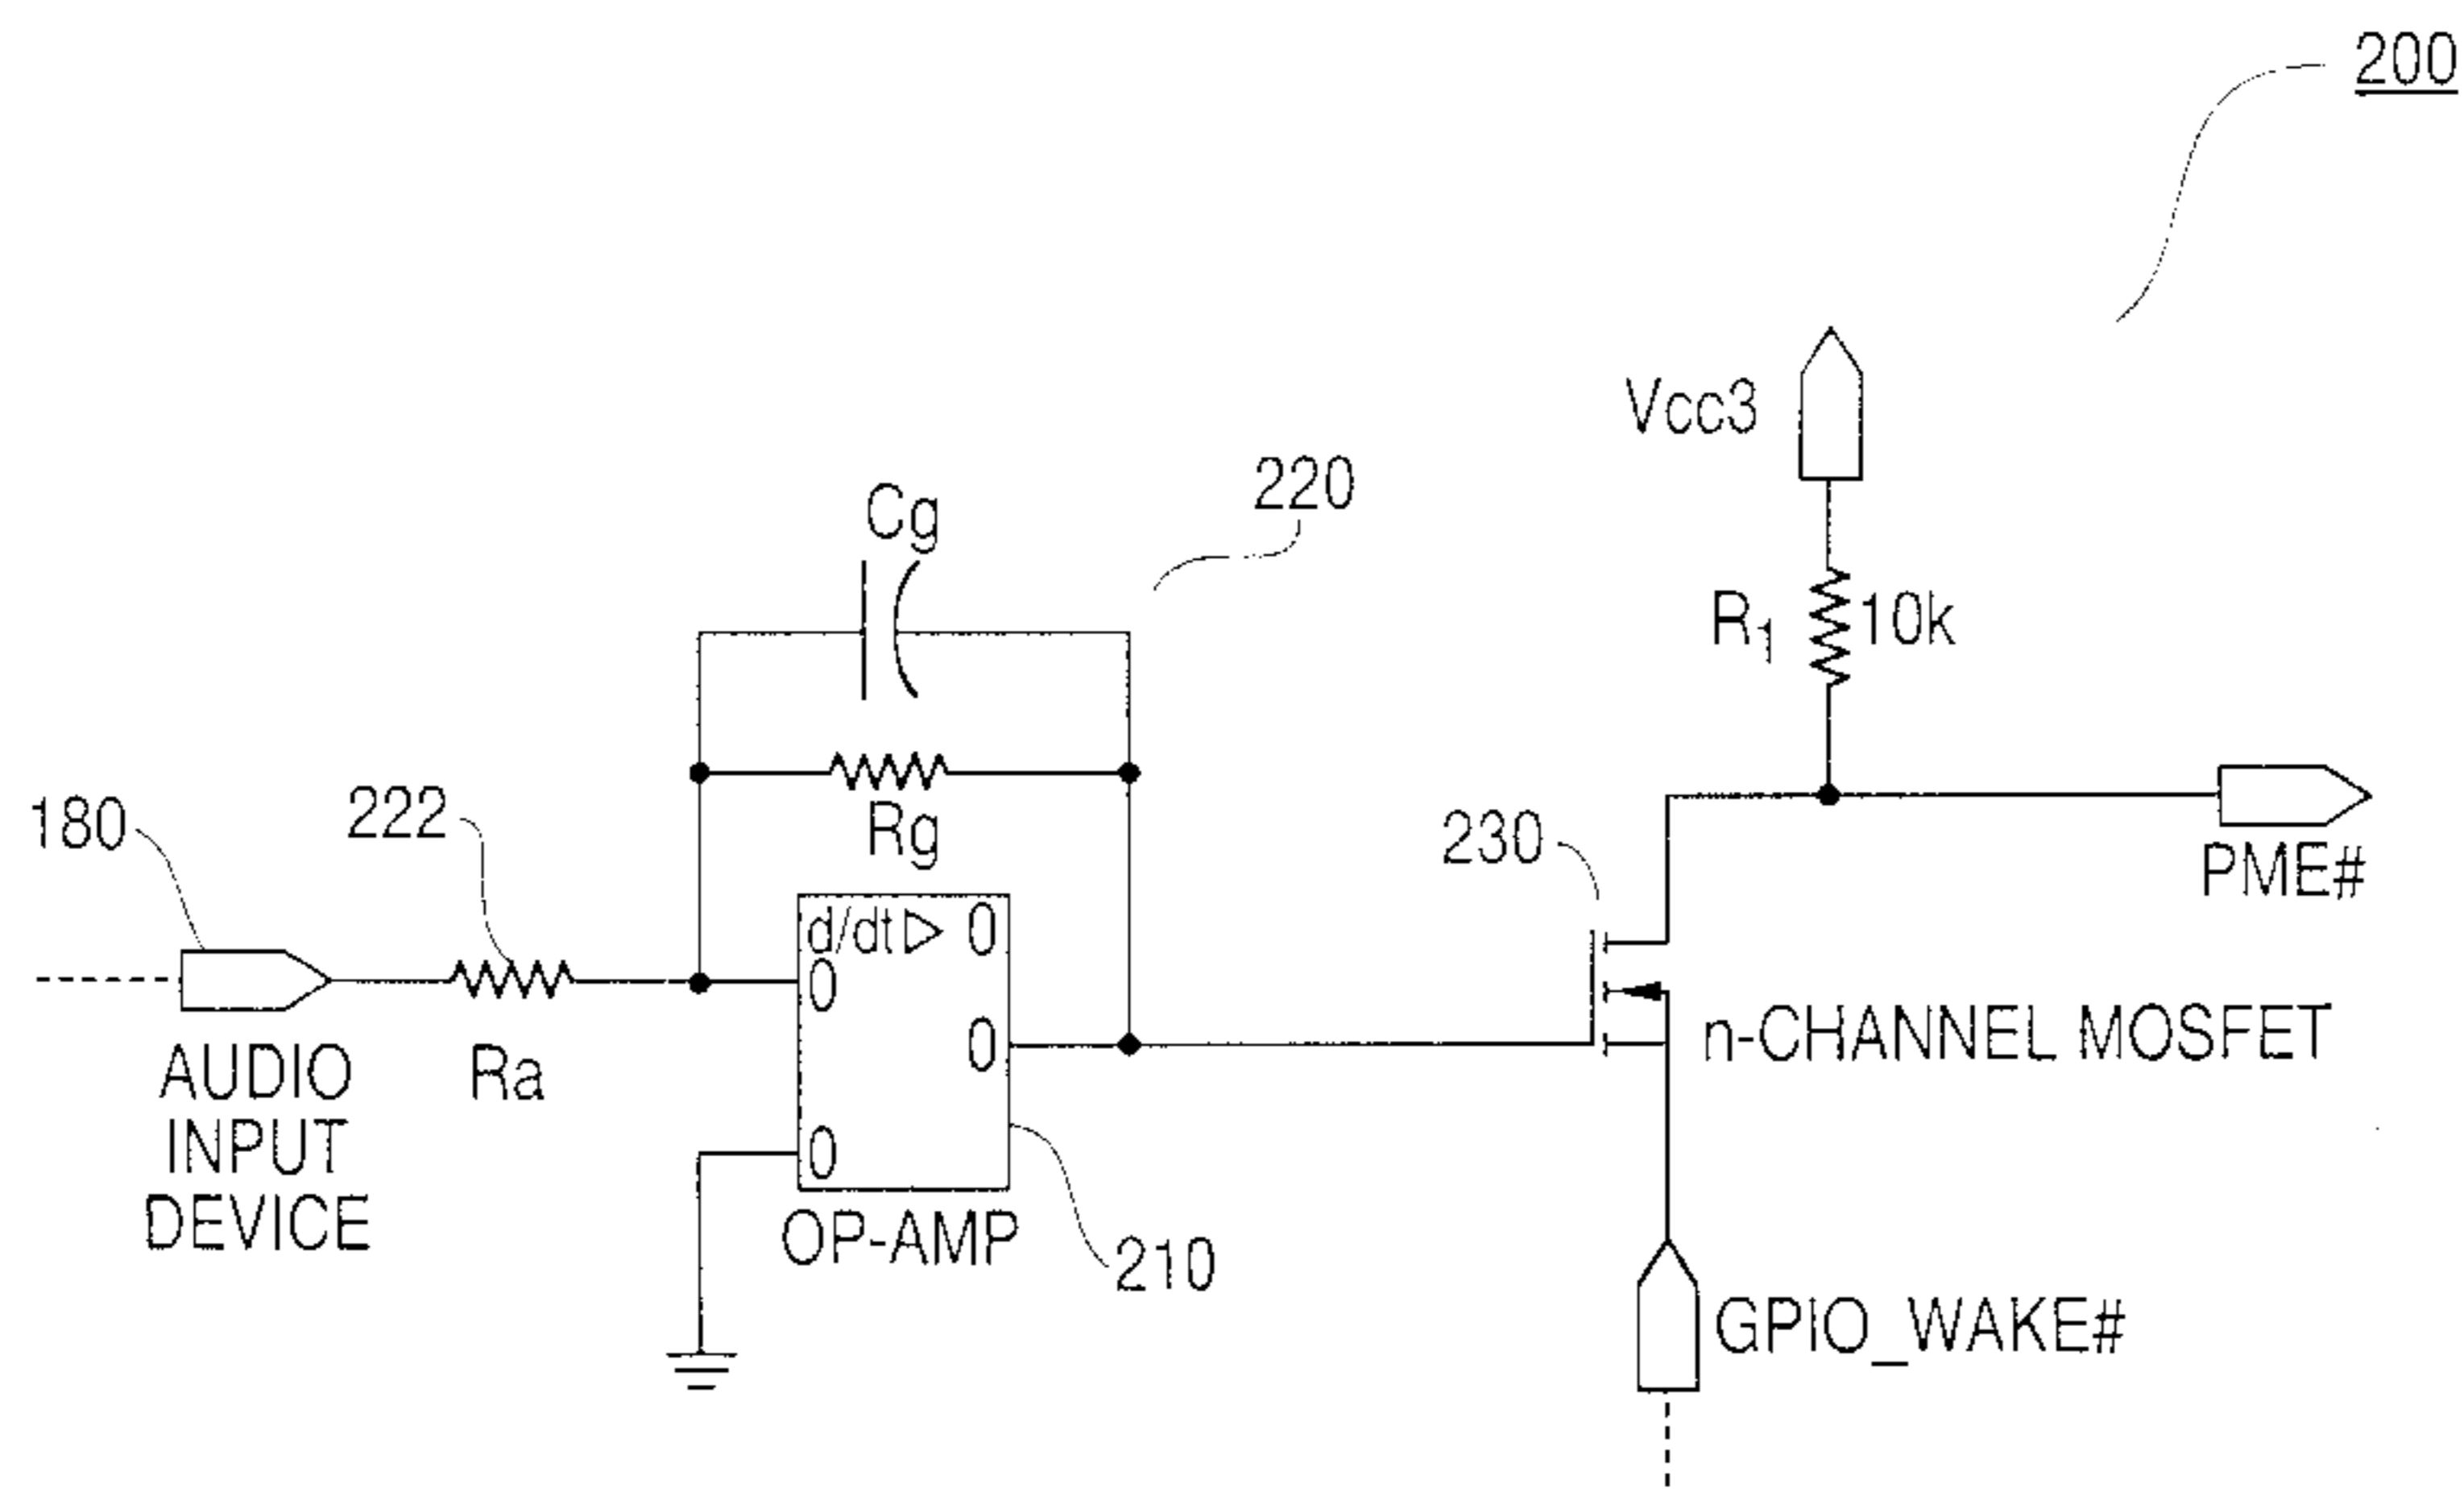 200
Vcc3
Cg
220
R1
10k
180
222
Rg
230
PME#
d/dt▷ 0
0
0
0
AUDIO
INPUT
DEVICE
Ra
n-CHANNEL MOSFET
OP-AMP
210
GPIO_WAKE#